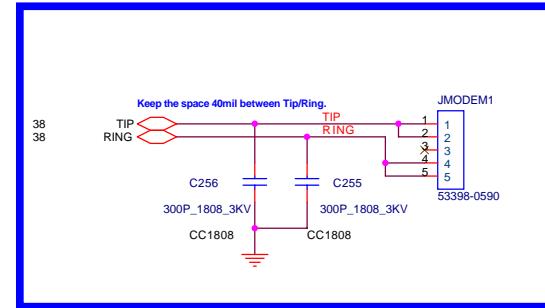 Keep the space 40mil between Tip/Ring.
JMODEM1
38 TIP TIP 1 1
38 RING RING 2 2
3 3
4 4
5 5
C256 C255
53398-0590
300P_1808_3KV 300P_1808_3KV
CC1808 CC1808